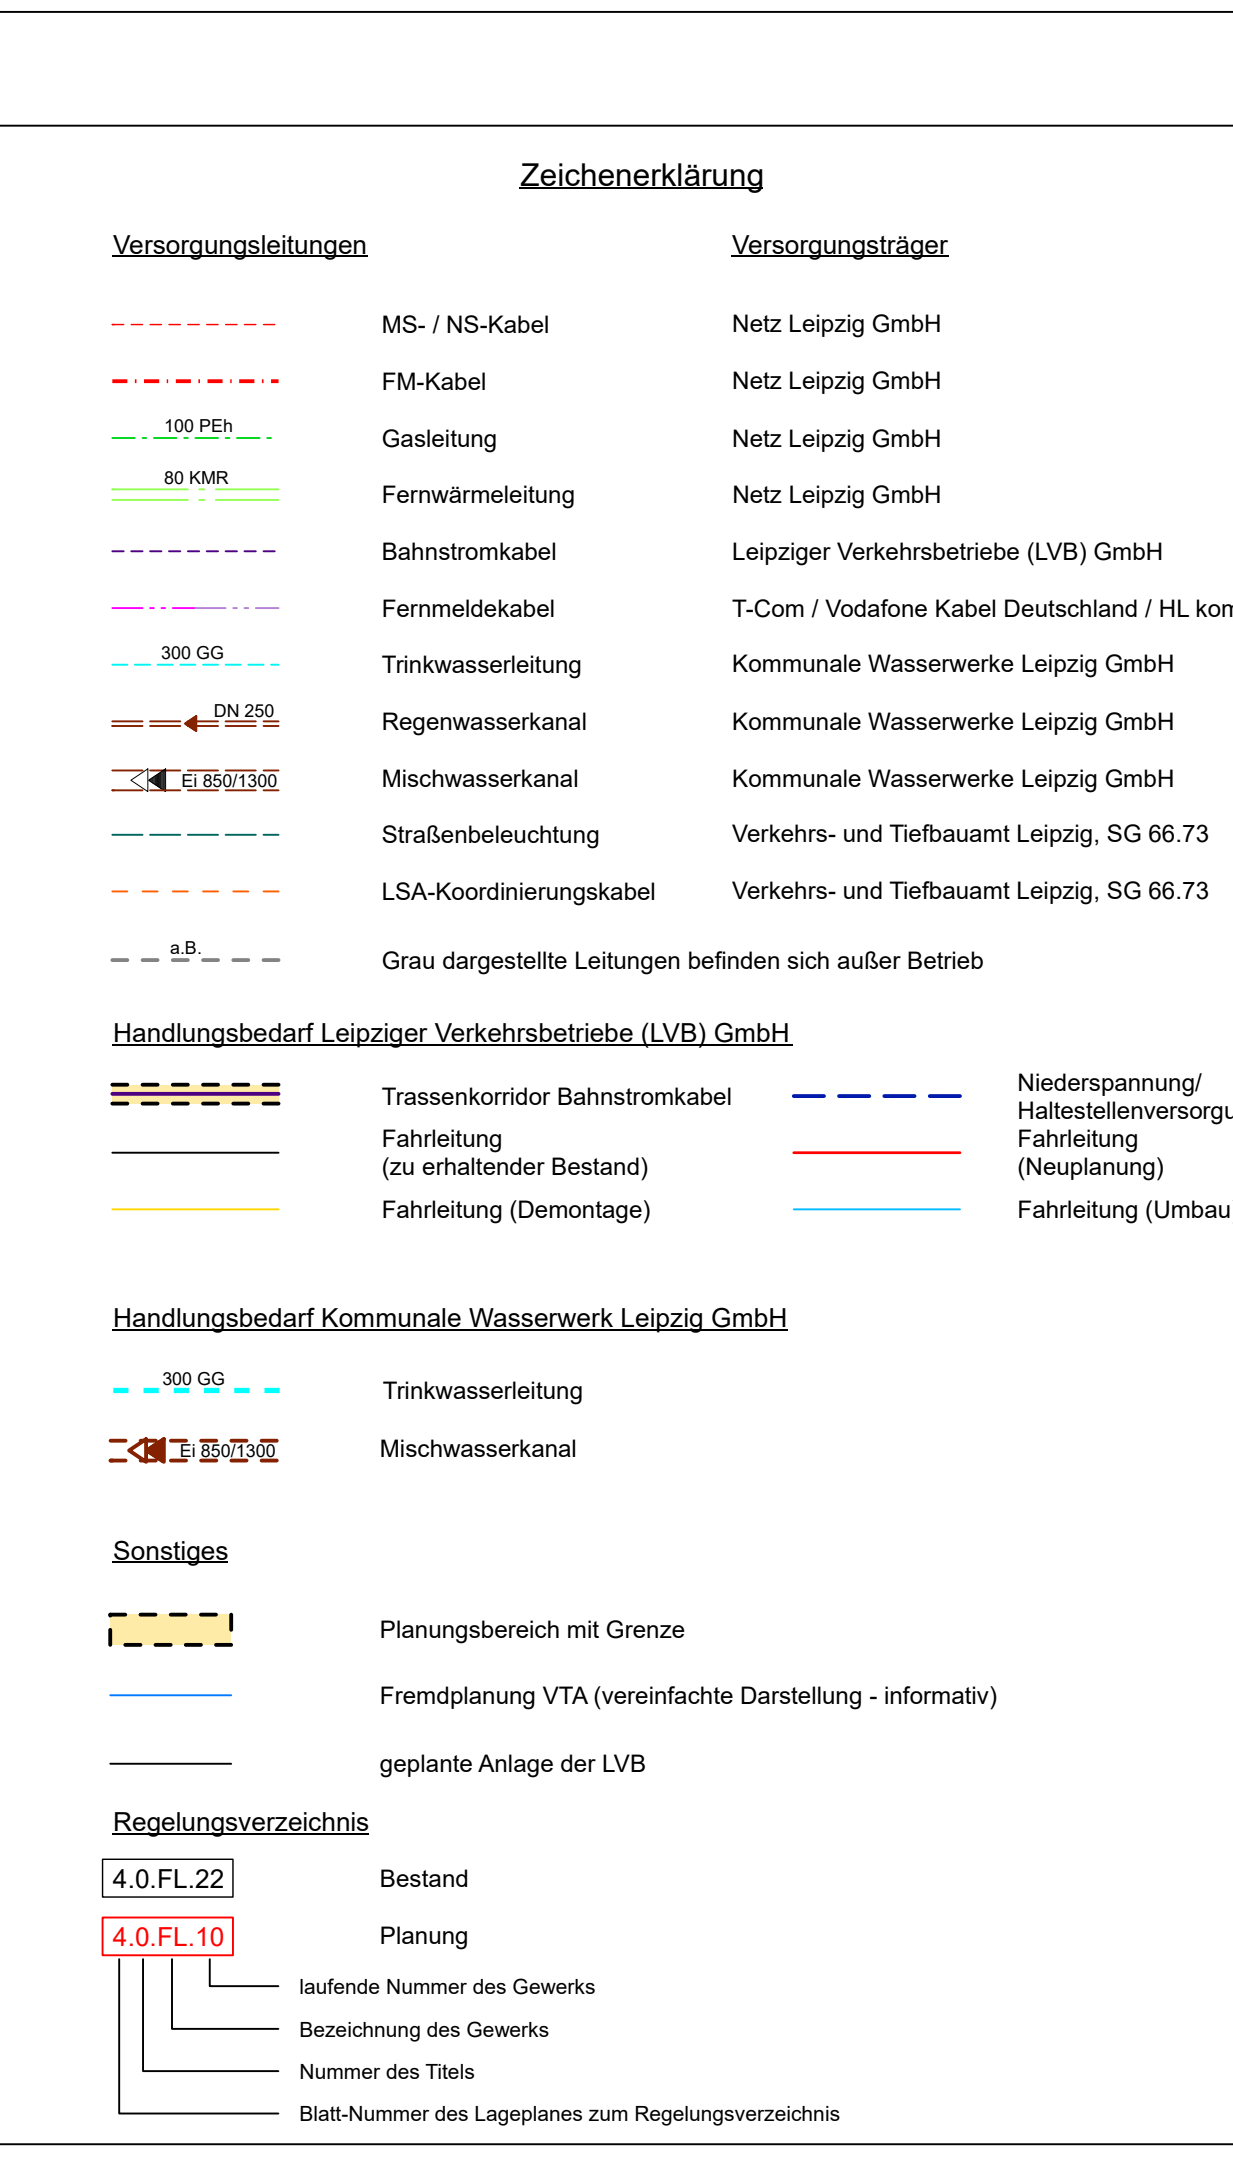 Zeichenerklärung
Versorgungsleitungen Versorgungsträger
MS- / NS-Kabel Netz Leipzig GmbH
FM-Kabel Netz Leipzig GmbH
100 PEh Gasleitung Netz Leipzig GmbH
80 KMR Fernwärmeleitung Netz Leipzig GmbH
Bahnstromkabel Leipziger Verkehrsbetriebe (LVB) GmbH
Fernmeldekabel T-Com / Vodafone Kabel Deutschland / HL
300 GG Trinkwasserleitung Kommunale Wasserwerke Leipzig GmbH
DN 250 Regenwasserkanal Kommunale Wasserwerke Leipzig GmbH
Ei 850/1300 Mischwasserkanal Kommunale Wasserwerke Leipzig GmbH
Straßenbeleuchtung Verkehrs- und Tiefbauamt Leipzig, SG 66.73
LSA-Koordinierungskabel Verkehrs- und Tiefbauamt Leipzig, SG 66.73
a.B. Grau dargestellte Leitungen befinden sich außer Betrieb
Handlungsbedarf Leipziger Verkehrsbetriebe (LVB) GmbH
Trassenkorridor Bahnstromkabel
Niederspannung/
Haltestellenversorgu
Fahrleitung
(zu erhaltender Bestand)
Fahrleitung
(Neuplanung)
Fahrleitung (Demontage)
Fahrleitung (Umbau)
Handlungsbedarf Kommunale Wasserwerk Leipzig GmbH
300 GG Trinkwasserleitung
Ei 850/1300 Mischwasserkanal
Sonstiges
Planungsbereich mit Grenze
Fremdplanung VTA (vereinfachte Darstellung - informativ)
geplante Anlage der LVB
Regelungsverzeichnis
4.0.FL.22 Bestand
4.0.FL.10 Planung
laufende Nummer des Gewerks
Bezeichnung des Gewerks
Nummer des Titels
Blatt-Nummer des Lageplanes zum Regelungsverzeichnis